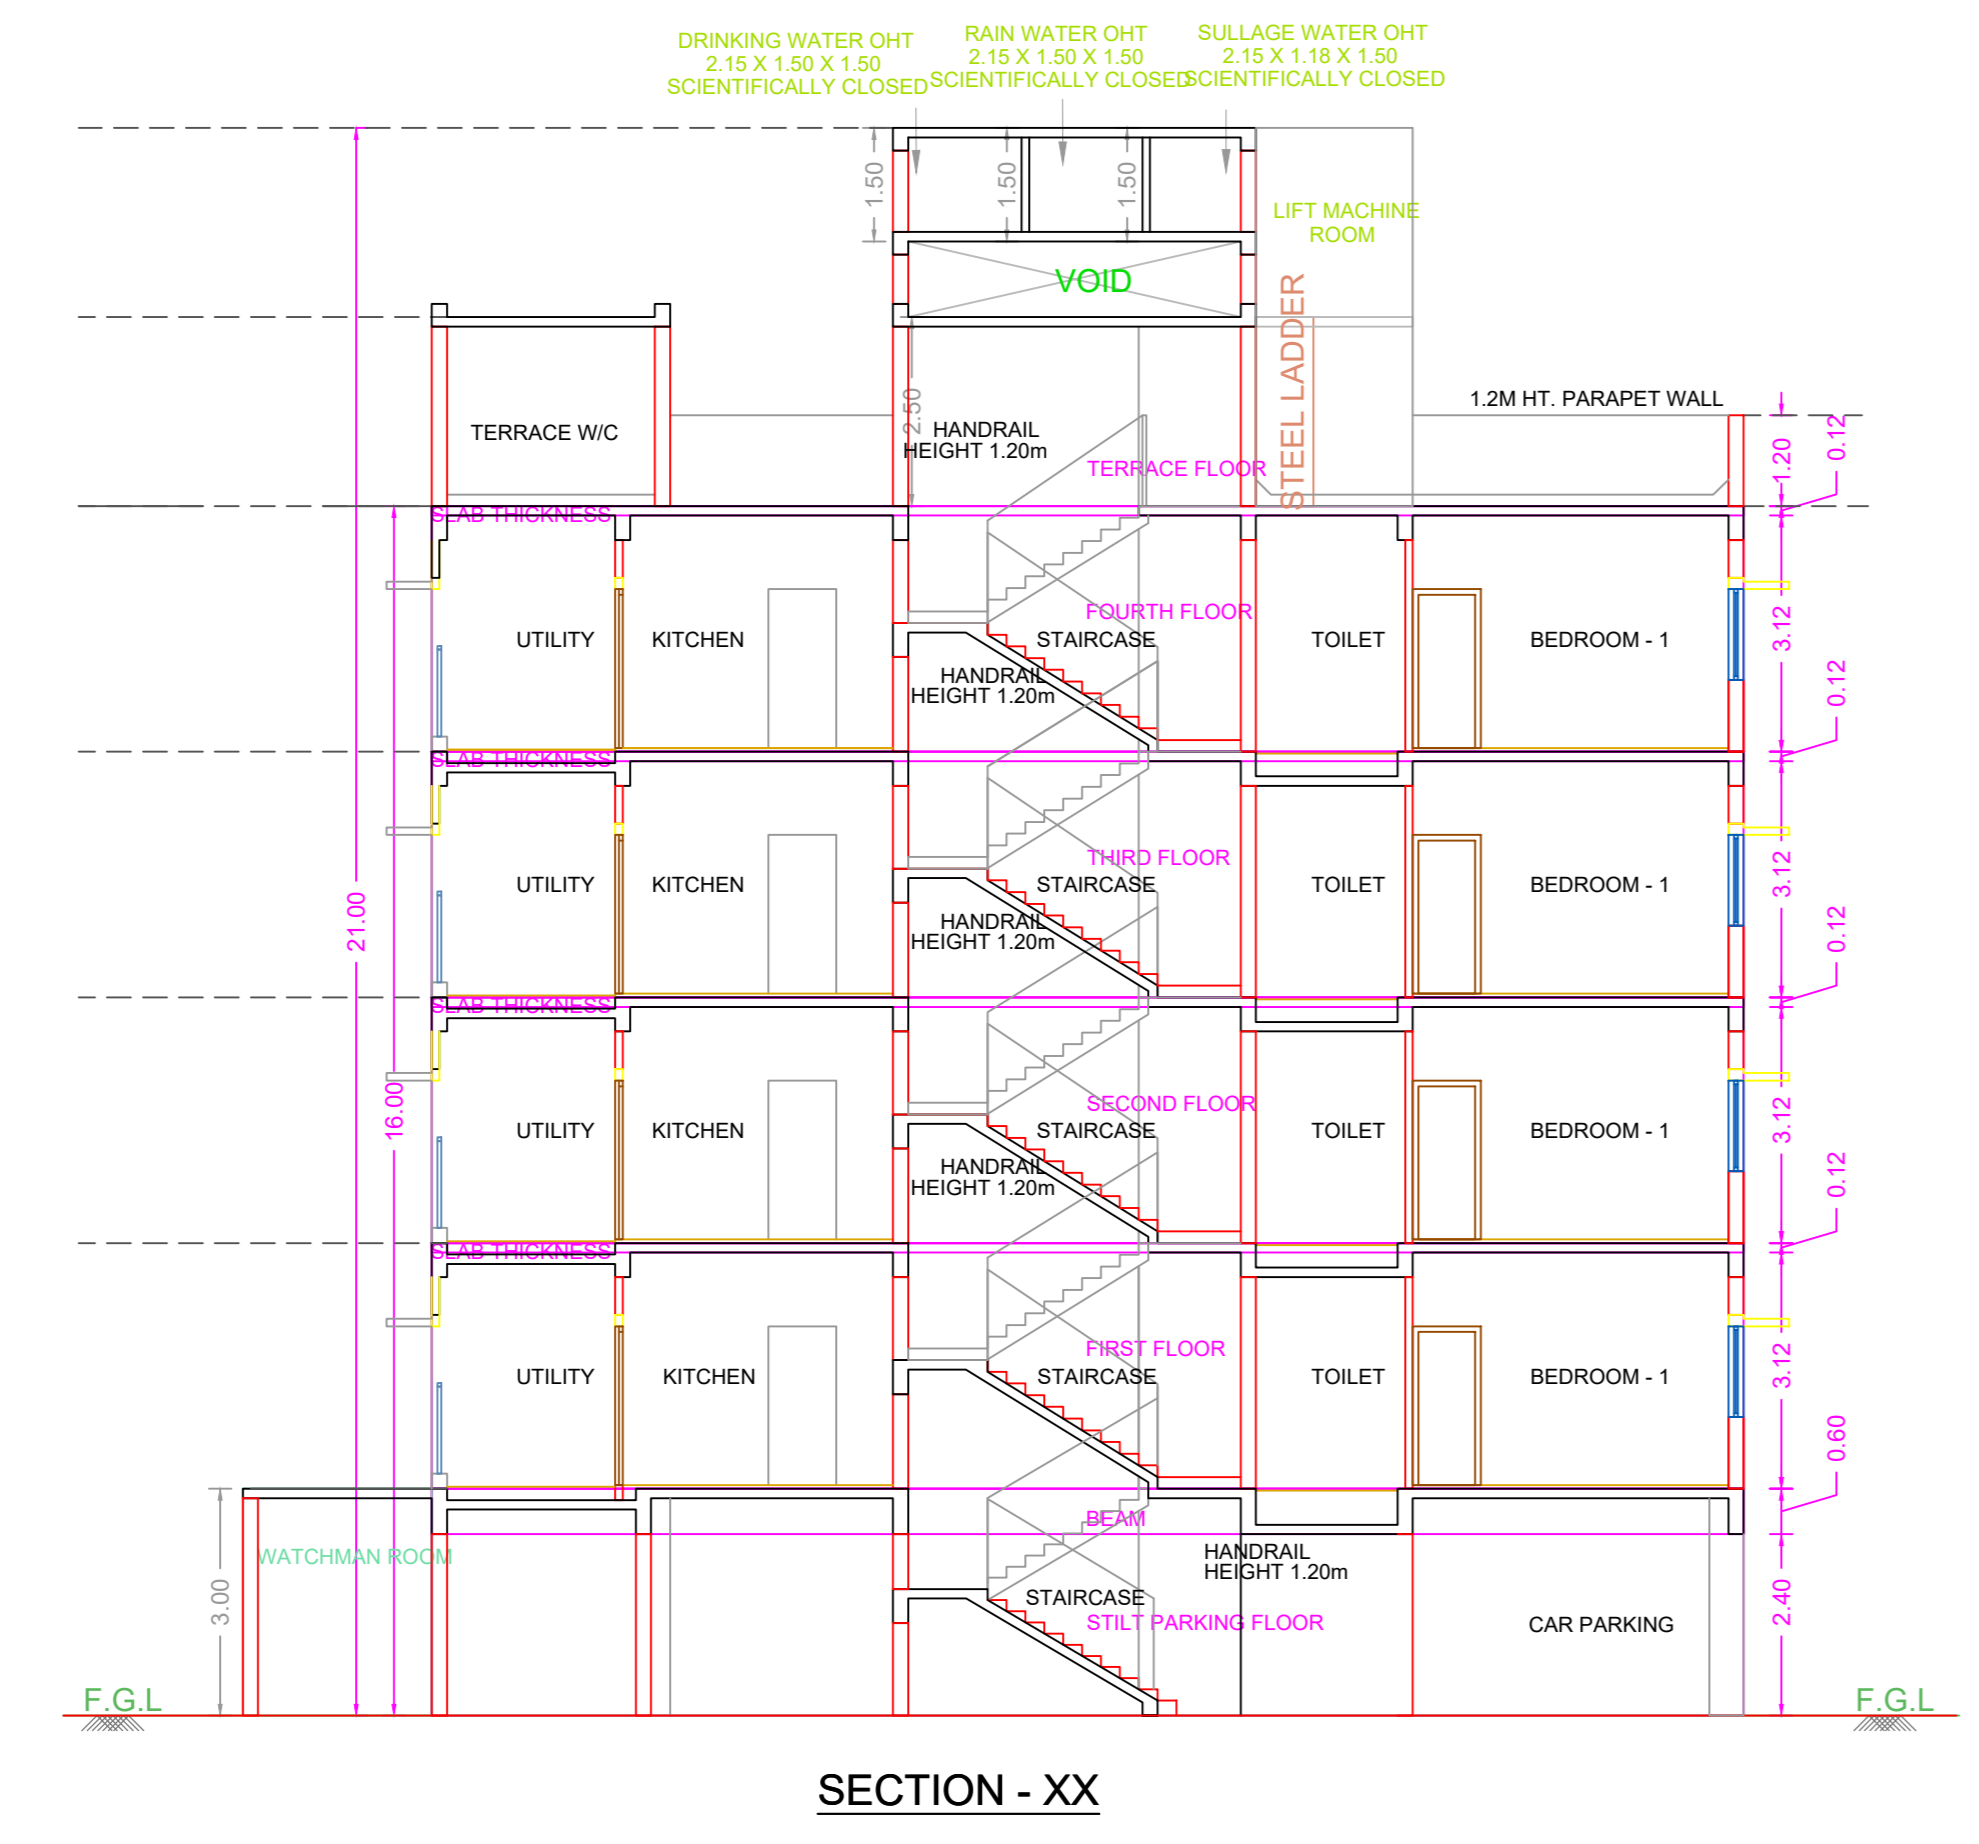 DRINKING WATER OHT
2.15 X 1.50 X 1.50
SCIENTIFICALLY CLOSED
RAIN WATER OHT
2.15 X 1.50 X 1.50
SCIENTIFICALLY CLOSED
SULLAGE WATER OHT
2.15 X 1.18 X 1.50
SCIENTIFICALLY CLOSED
1.50
1.50
1.50
LIFT MACHINE
ROOM
VOID
STEEL LADDER
1.2M HT. PARAPET WALL
TERRACE W/C
2.50
HANDRAIL
HEIGHT 1.20m
TERRACE FLOOR
1.20
0.12
SLAB THICKNESS
FOURTH FLOOR
UTILITY
KITCHEN
STAIRCASE
TOILET
BEDROOM - 1
3.12
HANDRAIL
HEIGHT 1.20m
0.12
SLAB THICKNESS
THIRD FLOOR
UTILITY
KITCHEN
STAIRCASE
TOILET
BEDROOM - 1
3.12
21.00
HANDRAIL
HEIGHT 1.20m
0.12
SLAB THICKNESS
16.00
SECOND FLOOR
UTILITY
KITCHEN
STAIRCASE
TOILET
BEDROOM - 1
3.12
HANDRAIL
HEIGHT 1.20m
0.12
SLAB THICKNESS
FIRST FLOOR
UTILITY
KITCHEN
STAIRCASE
TOILET
BEDROOM - 1
3.12
0.60
BEAM
WATCHMAN ROOM
HANDRAIL
HEIGHT 1.20m
3.00
STAIRCASE
STILT PARKING FLOOR
CAR PARKING
2.40
F.G.L
F.G.L
SECTION - XX